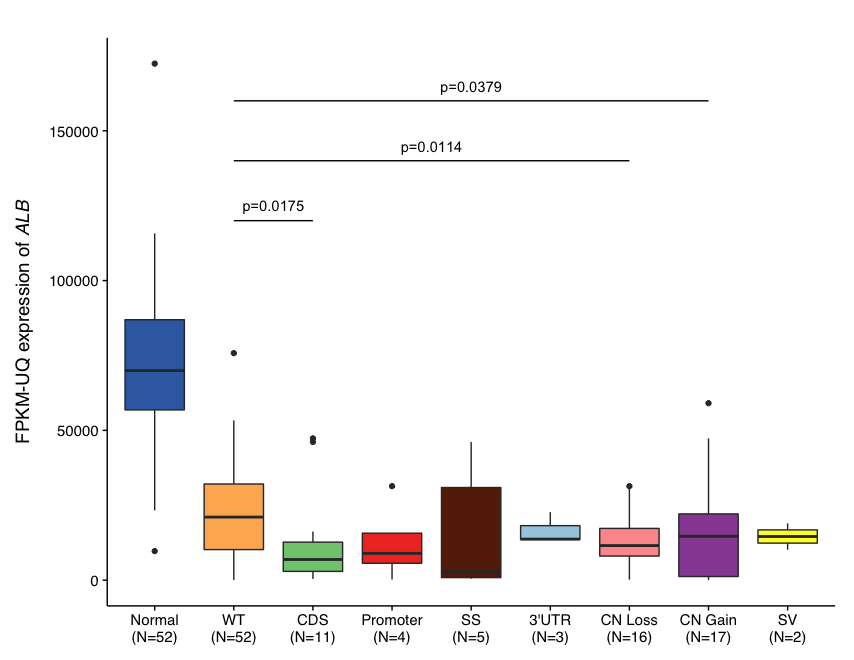 p=0.0379
150000
p=0.0114
p=0.0175
FPKM-UQ expression of ALB
100000
50000
0
Normal WT CDS Promoter SS 3'UTR CN Loss CN Gain SV
(N=52) (N=52) (N=11) (N=4) (N=5) (N=3) (N=16) (N=17) (N=2)